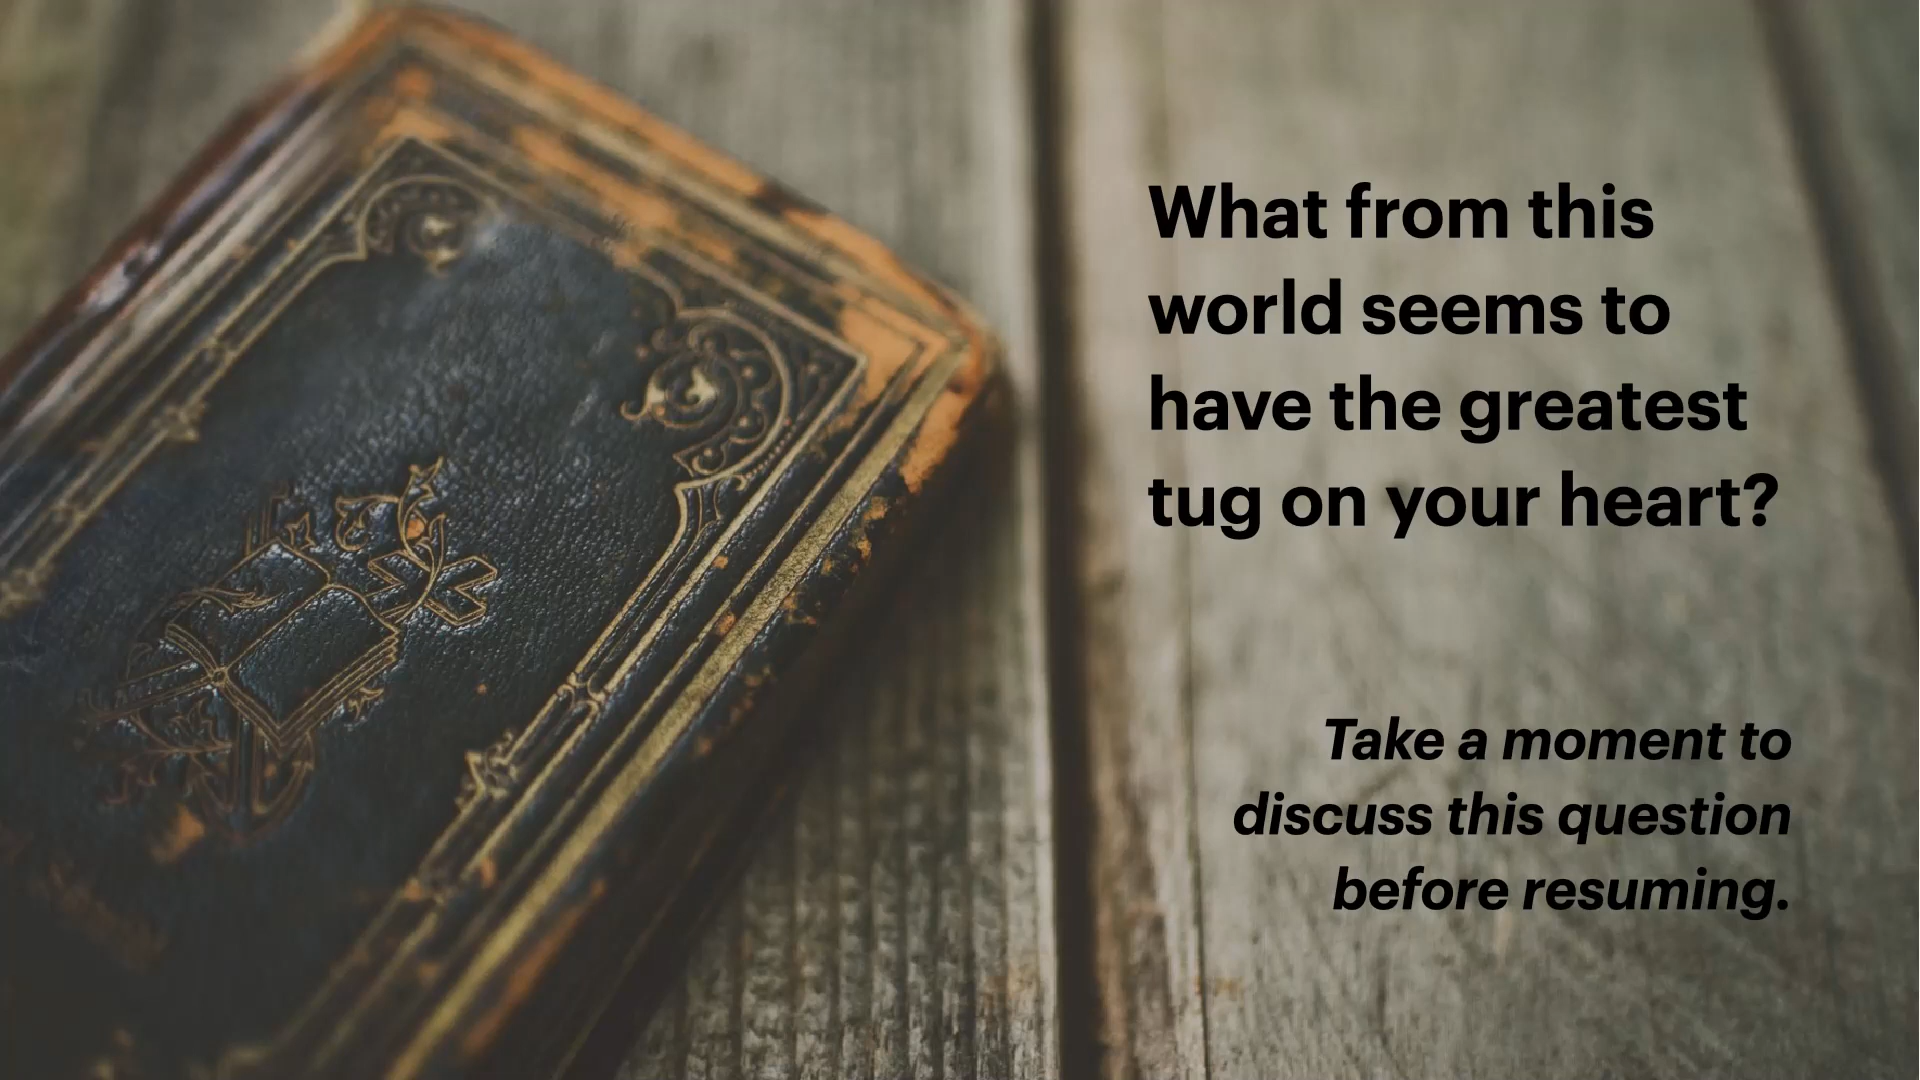 What from this
world seems to
have the greatest
tug on your heart?
Take a moment to
discuss this question
before resuming.